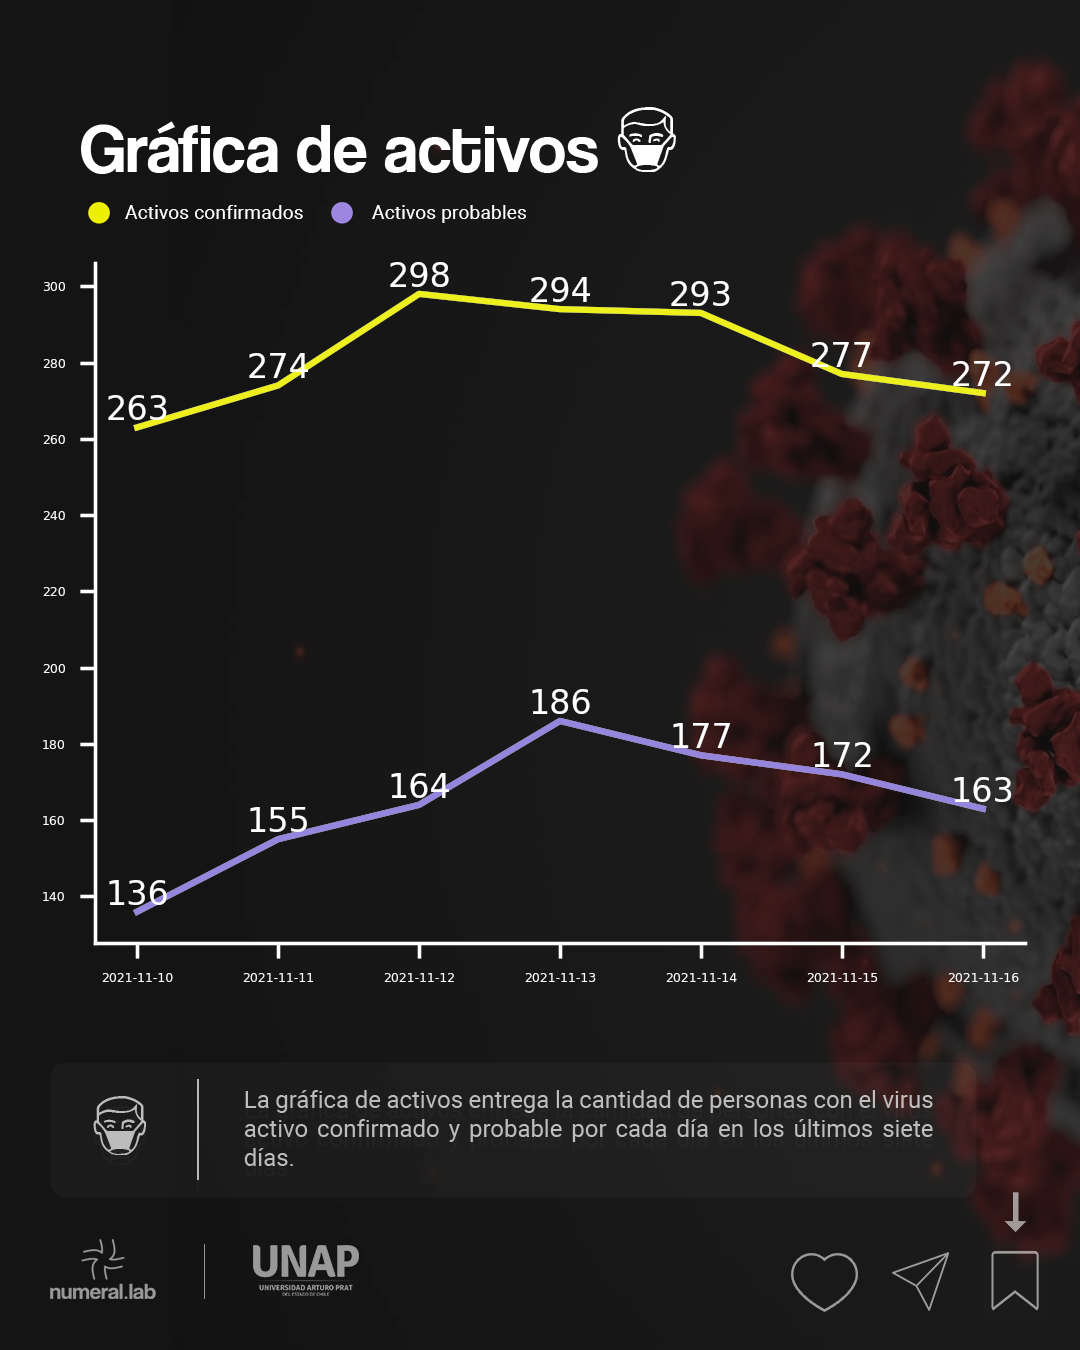 Gráfica de activos
Activos confirmados Activos probables
300
280
260
240
220
200
180
160
140
263 274 298 294 293 277 272
136 155 164 186 177 172 163
2021-11-10 2021-11-11 2021-11-12 2021-11-13 2021-11-14 2021-11-15 2021-11-16
La gráfica de activos entrega la cantidad de personas con el virus
activo confirmado y probable por cada día en los últimos siete
días.
numeral.lab
UNAP
UNIVERSIDAD ARTURO PRAT
DEL ESTADO DE CHILE